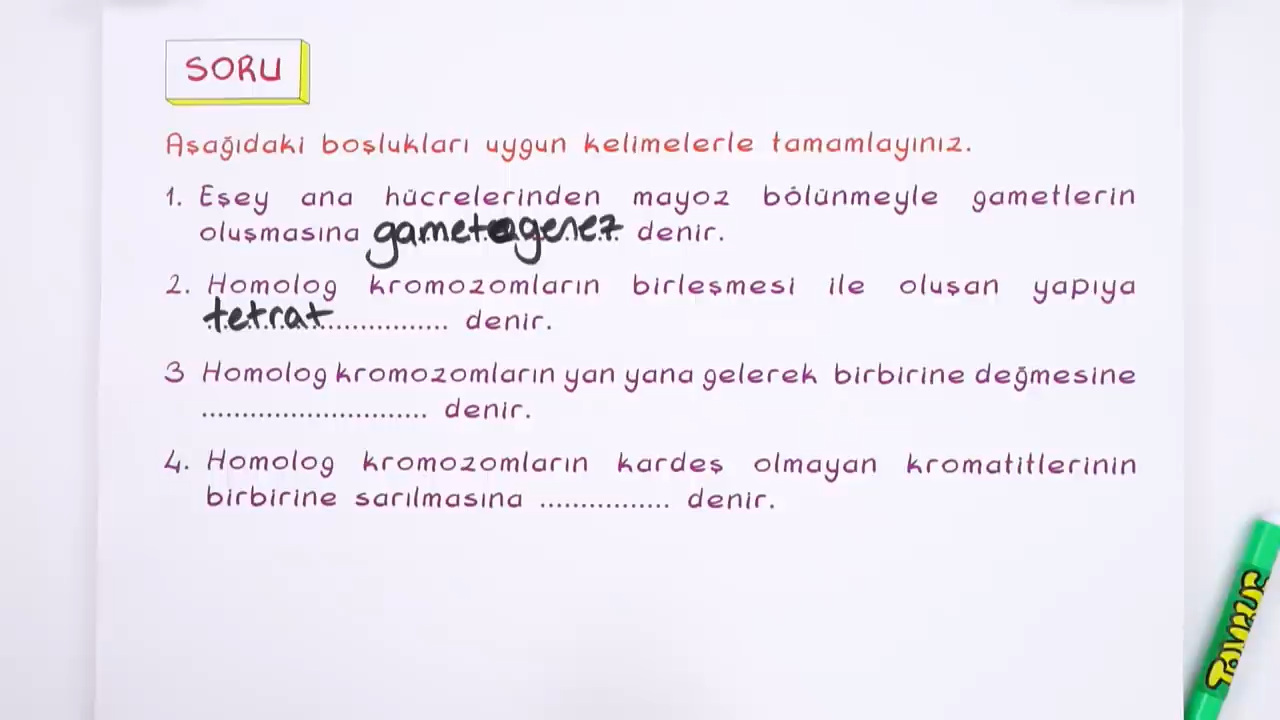 SORU
Aşağıdaki boşlukları uygun kelimelerle tamamlayınız.
1. Eşey ana hücrelerinden mayoz bölünmeyle gametlerin
oluşmasına gametogenez denir.
2. Homolog kromozomların birleşmesi ile oluşan yapıya
tetrat................ denir.
3 Homolog kromozomların yan yana gelerek birbirine değmesine
............................ denir.
4. Homolog kromozomların kardeş olmayan kromatitlerinin
birbirine sarılmasına ................ denir.